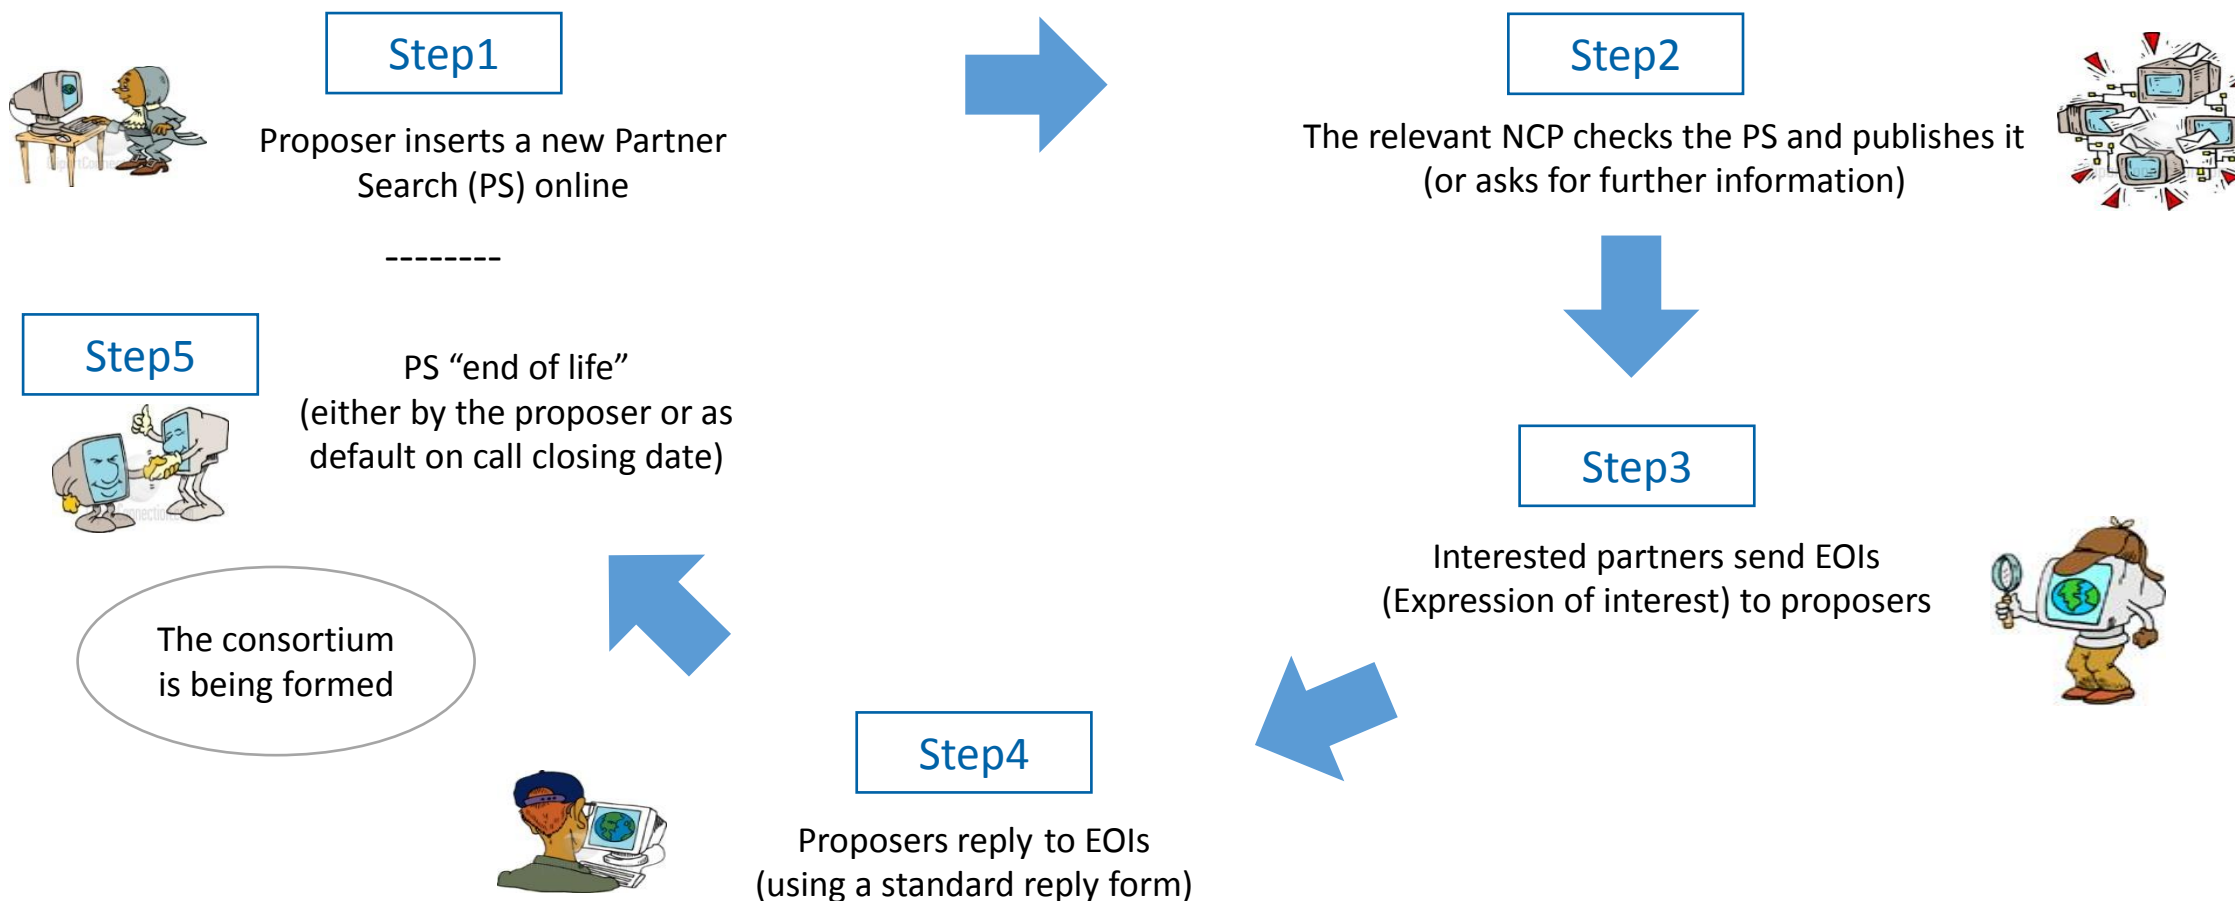 Step1
Proposer inserts a new Partner
Search (PS) online
--------
Step2
The relevant NCP checks the PS and publishes it
(or asks for further information)
Step3
Interested partners send EOIs
(Expression of interest) to proposers
Step4
Proposers reply to EOIs
(using a standard reply form)
Step5
PS “end of life”
(either by the proposer or as
default on call closing date)
The consortium
is being formed